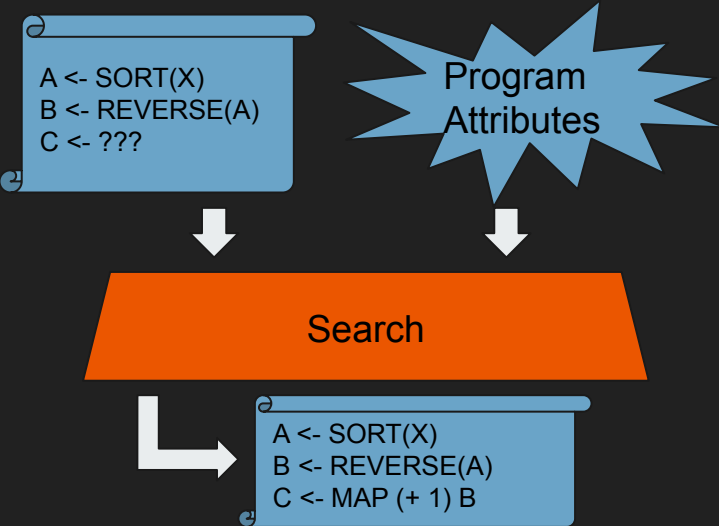 A <- SORT(X)
B <- REVERSE(A)
C <- ???
Program
Attributes
Search
A <- SORT(X)
B <- REVERSE(A)
C <- MAP (+ 1) B